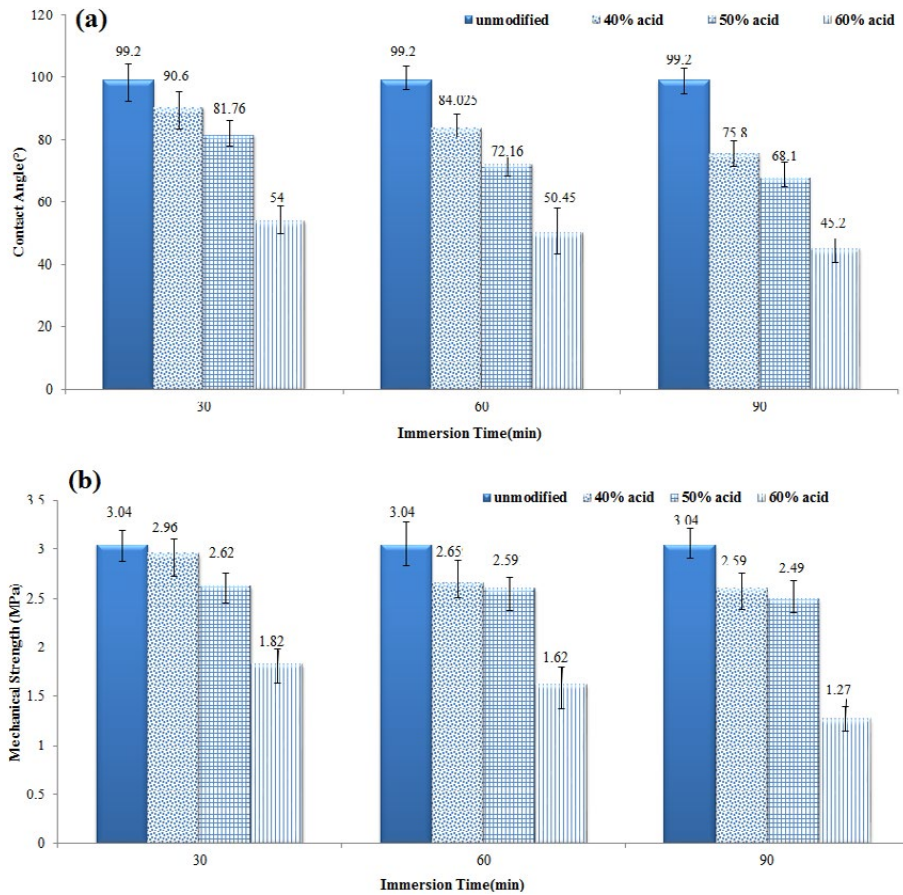 (a)
unmodified 40% acid 50% acid 60% acid
120
100
80
60
40
20
0
Contact Angle(º)
99.2 90.6 81.76 54
99.2 84.025 72.16 50.45
99.2 75.8 68.1 45.2
30 60 90
Immersion Time(min)
(b)
unmodified 40% acid 50% acid 60% acid
3.5
3
2.5
2
1.5
1
0.5
0
Mechanical Strength (MPa)
3.04 2.96 2.62 1.82
3.04 2.65 2.59 1.62
3.04 2.59 2.49 1.27
30 60 90
Immersion Time(min)